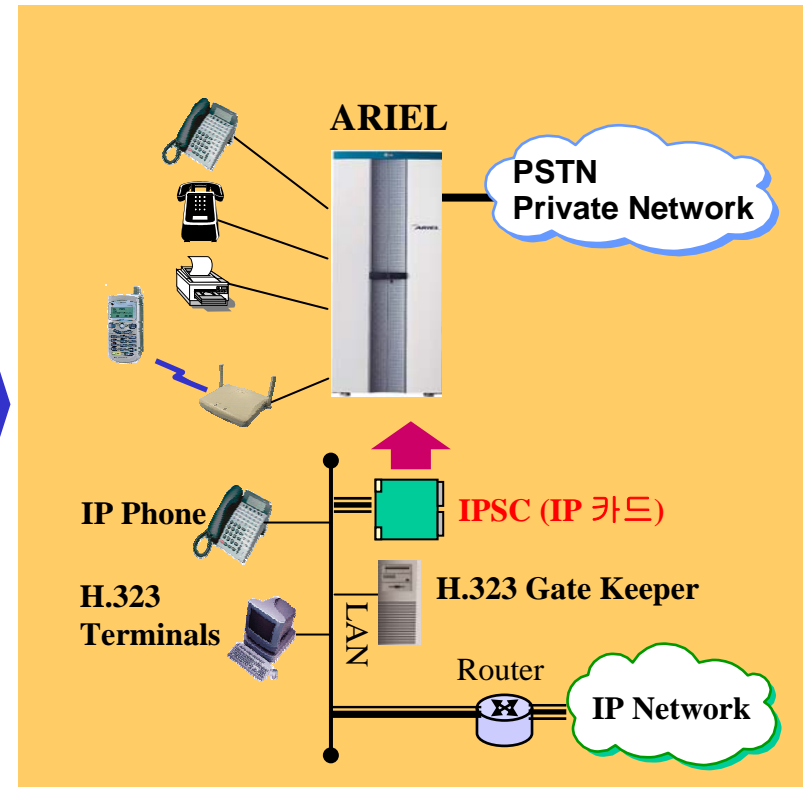 ARIEL
PSTN
Private Network
ARIEL
IP Phone
IPSC (IP 카드)
H.323
Terminals
LAN
H.323 Gate Keeper
Router
IP Network